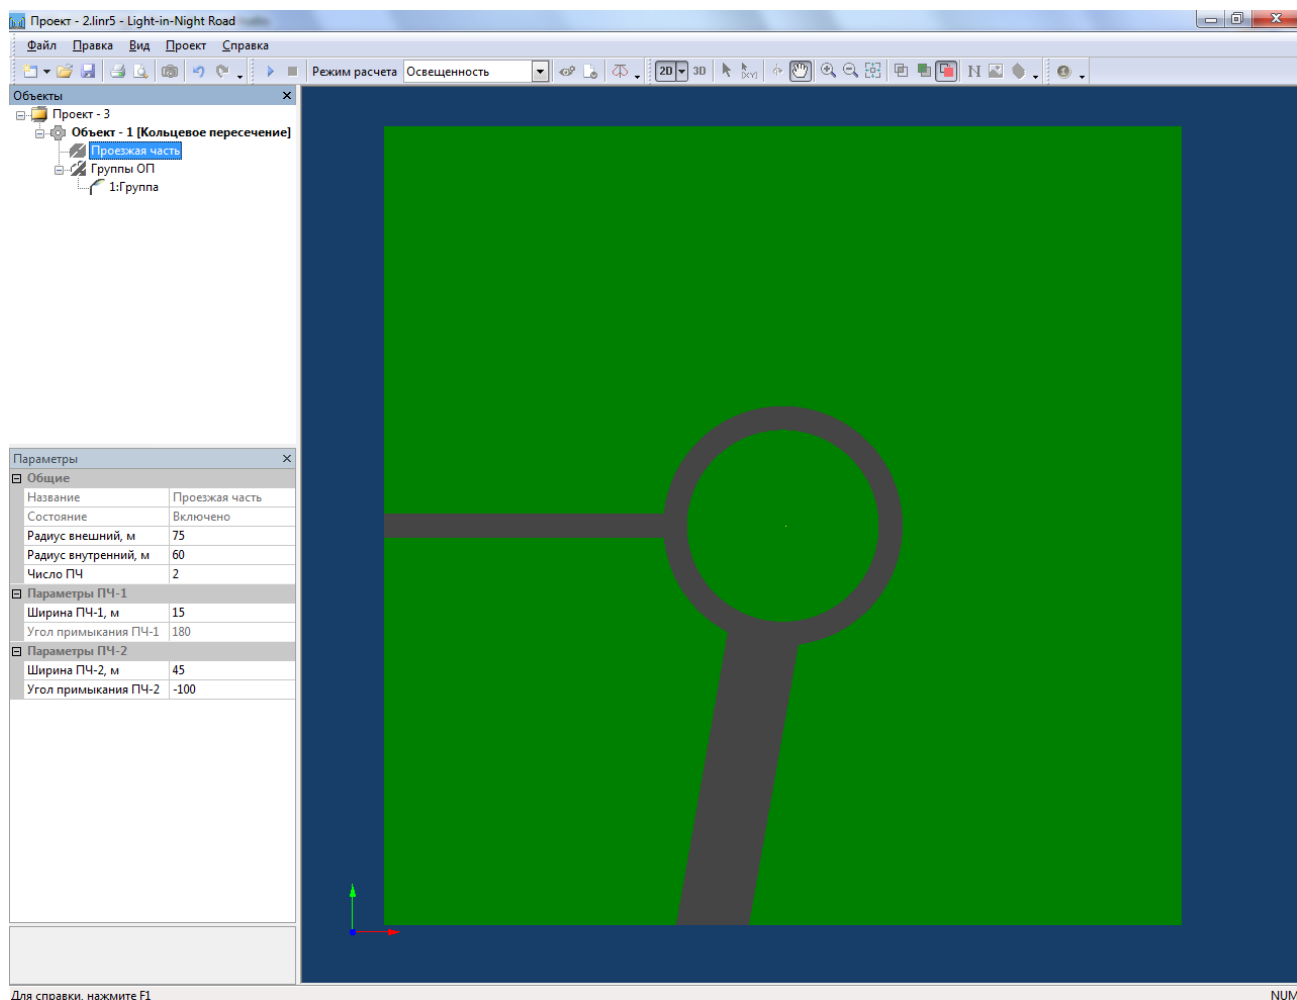 Проект - 2.linr5 - Light-in-Night Road
Файл Правка Вид Проект Справка
Режим расчета Освещенность 2D 3D
Объекты
Проект - 3
Объект - 1 [Кольцевое пересечение]
Проезжая часть
Группы ОП
1:Группа
Параметры
Общие
Название Проезжая часть
Состояние Включено
Радиус внешний, м 75
Радиус внутренний, м 60
Число ПЧ 2
Параметры ПЧ-1
Ширина ПЧ-1, м 15
Угол примыкания ПЧ-1 180
Параметры ПЧ-2
Ширина ПЧ-2, м 45
Угол примыкания ПЧ-2 -100
Для справки, нажмите F1
NUM